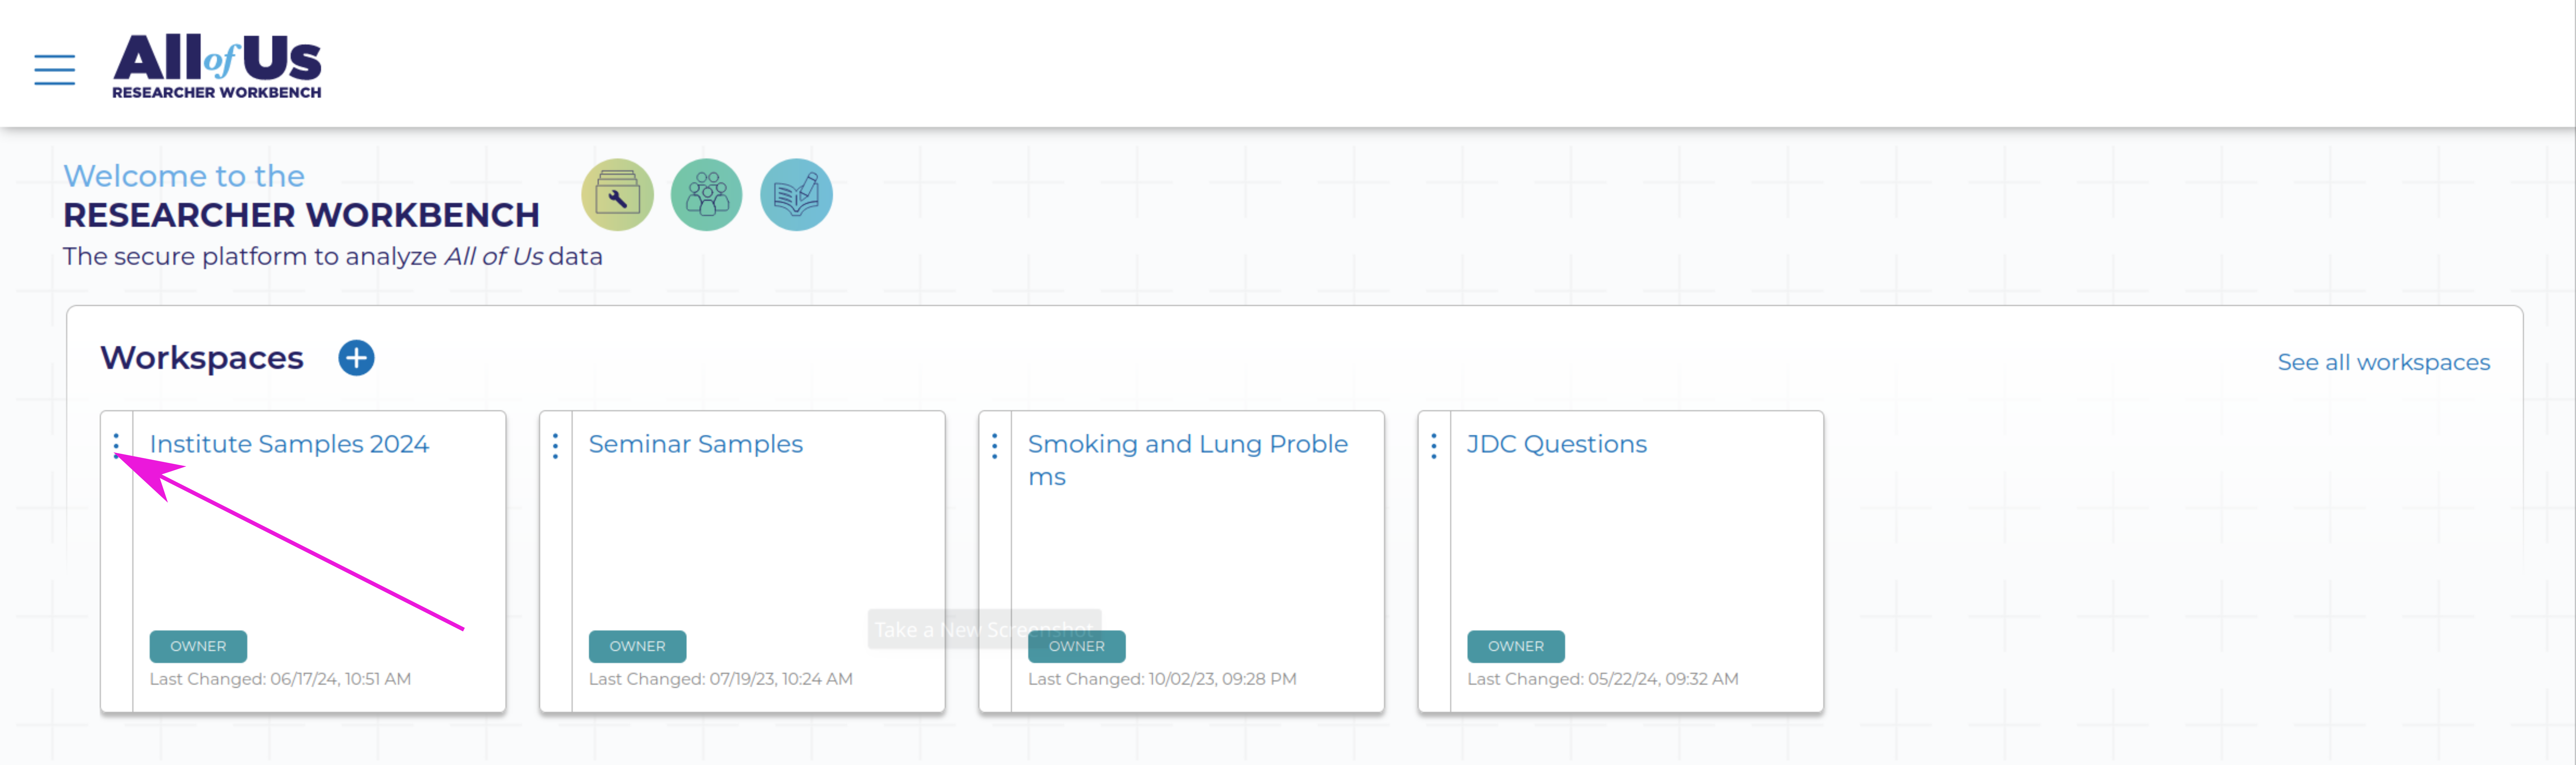 All of Us
RESEARCHER WORKBENCH
Welcome to the
RESEARCHER WORKBENCH
The secure platform to analyze All of Us data
Workspaces
See all workspaces
Institute Samples 2024
OWNER
Last Changed: 06/17/24, 10:51 AM
Seminar Samples
OWNER
Last Changed: 07/19/23, 10:24 AM
Take a New Screenshot
Smoking and Lung Proble
ms
OWNER
Last Changed: 10/02/23, 09:28 PM
JDC Questions
OWNER
Last Changed: 05/22/24, 09:32 AM